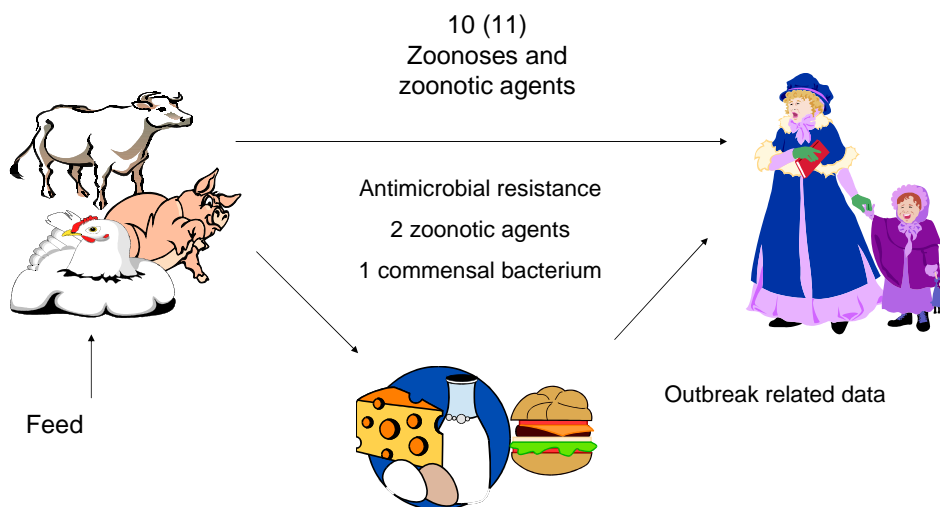 10 (11)
Zoonoses and
zoonotic agents
Antimicrobial resistance
2 zoonotic agents
1 commensal bacterium
Outbreak related data
Feed